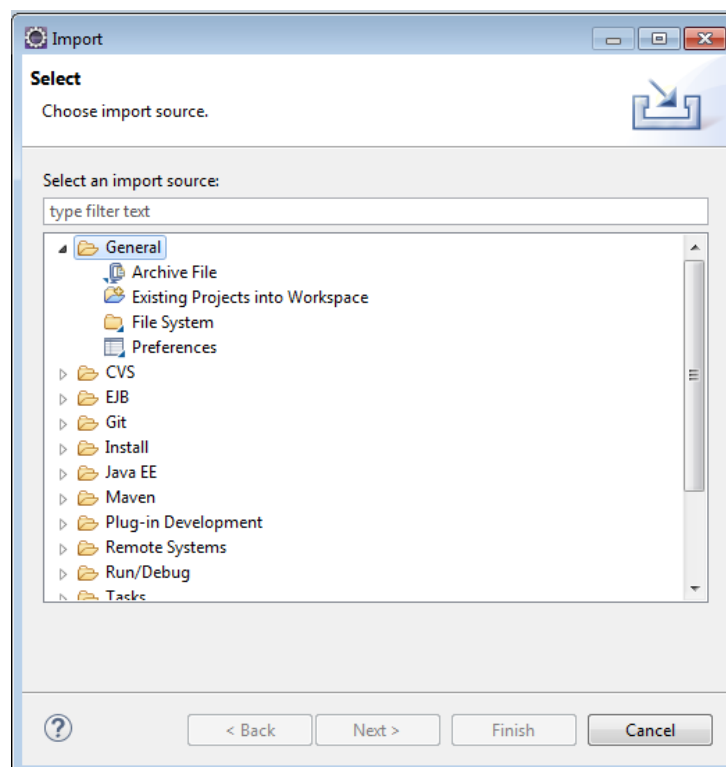 Import
Select
Choose import source.
Select an import source:
type filter text
General
Archive File
Existing Projects into Workspace
File System
Preferences
CVS
EJB
Git
Install
Java EE
Maven
Plug-in Development
Remote Systems
Run/Debug
Tasks
? < Back Next > Finish Cancel